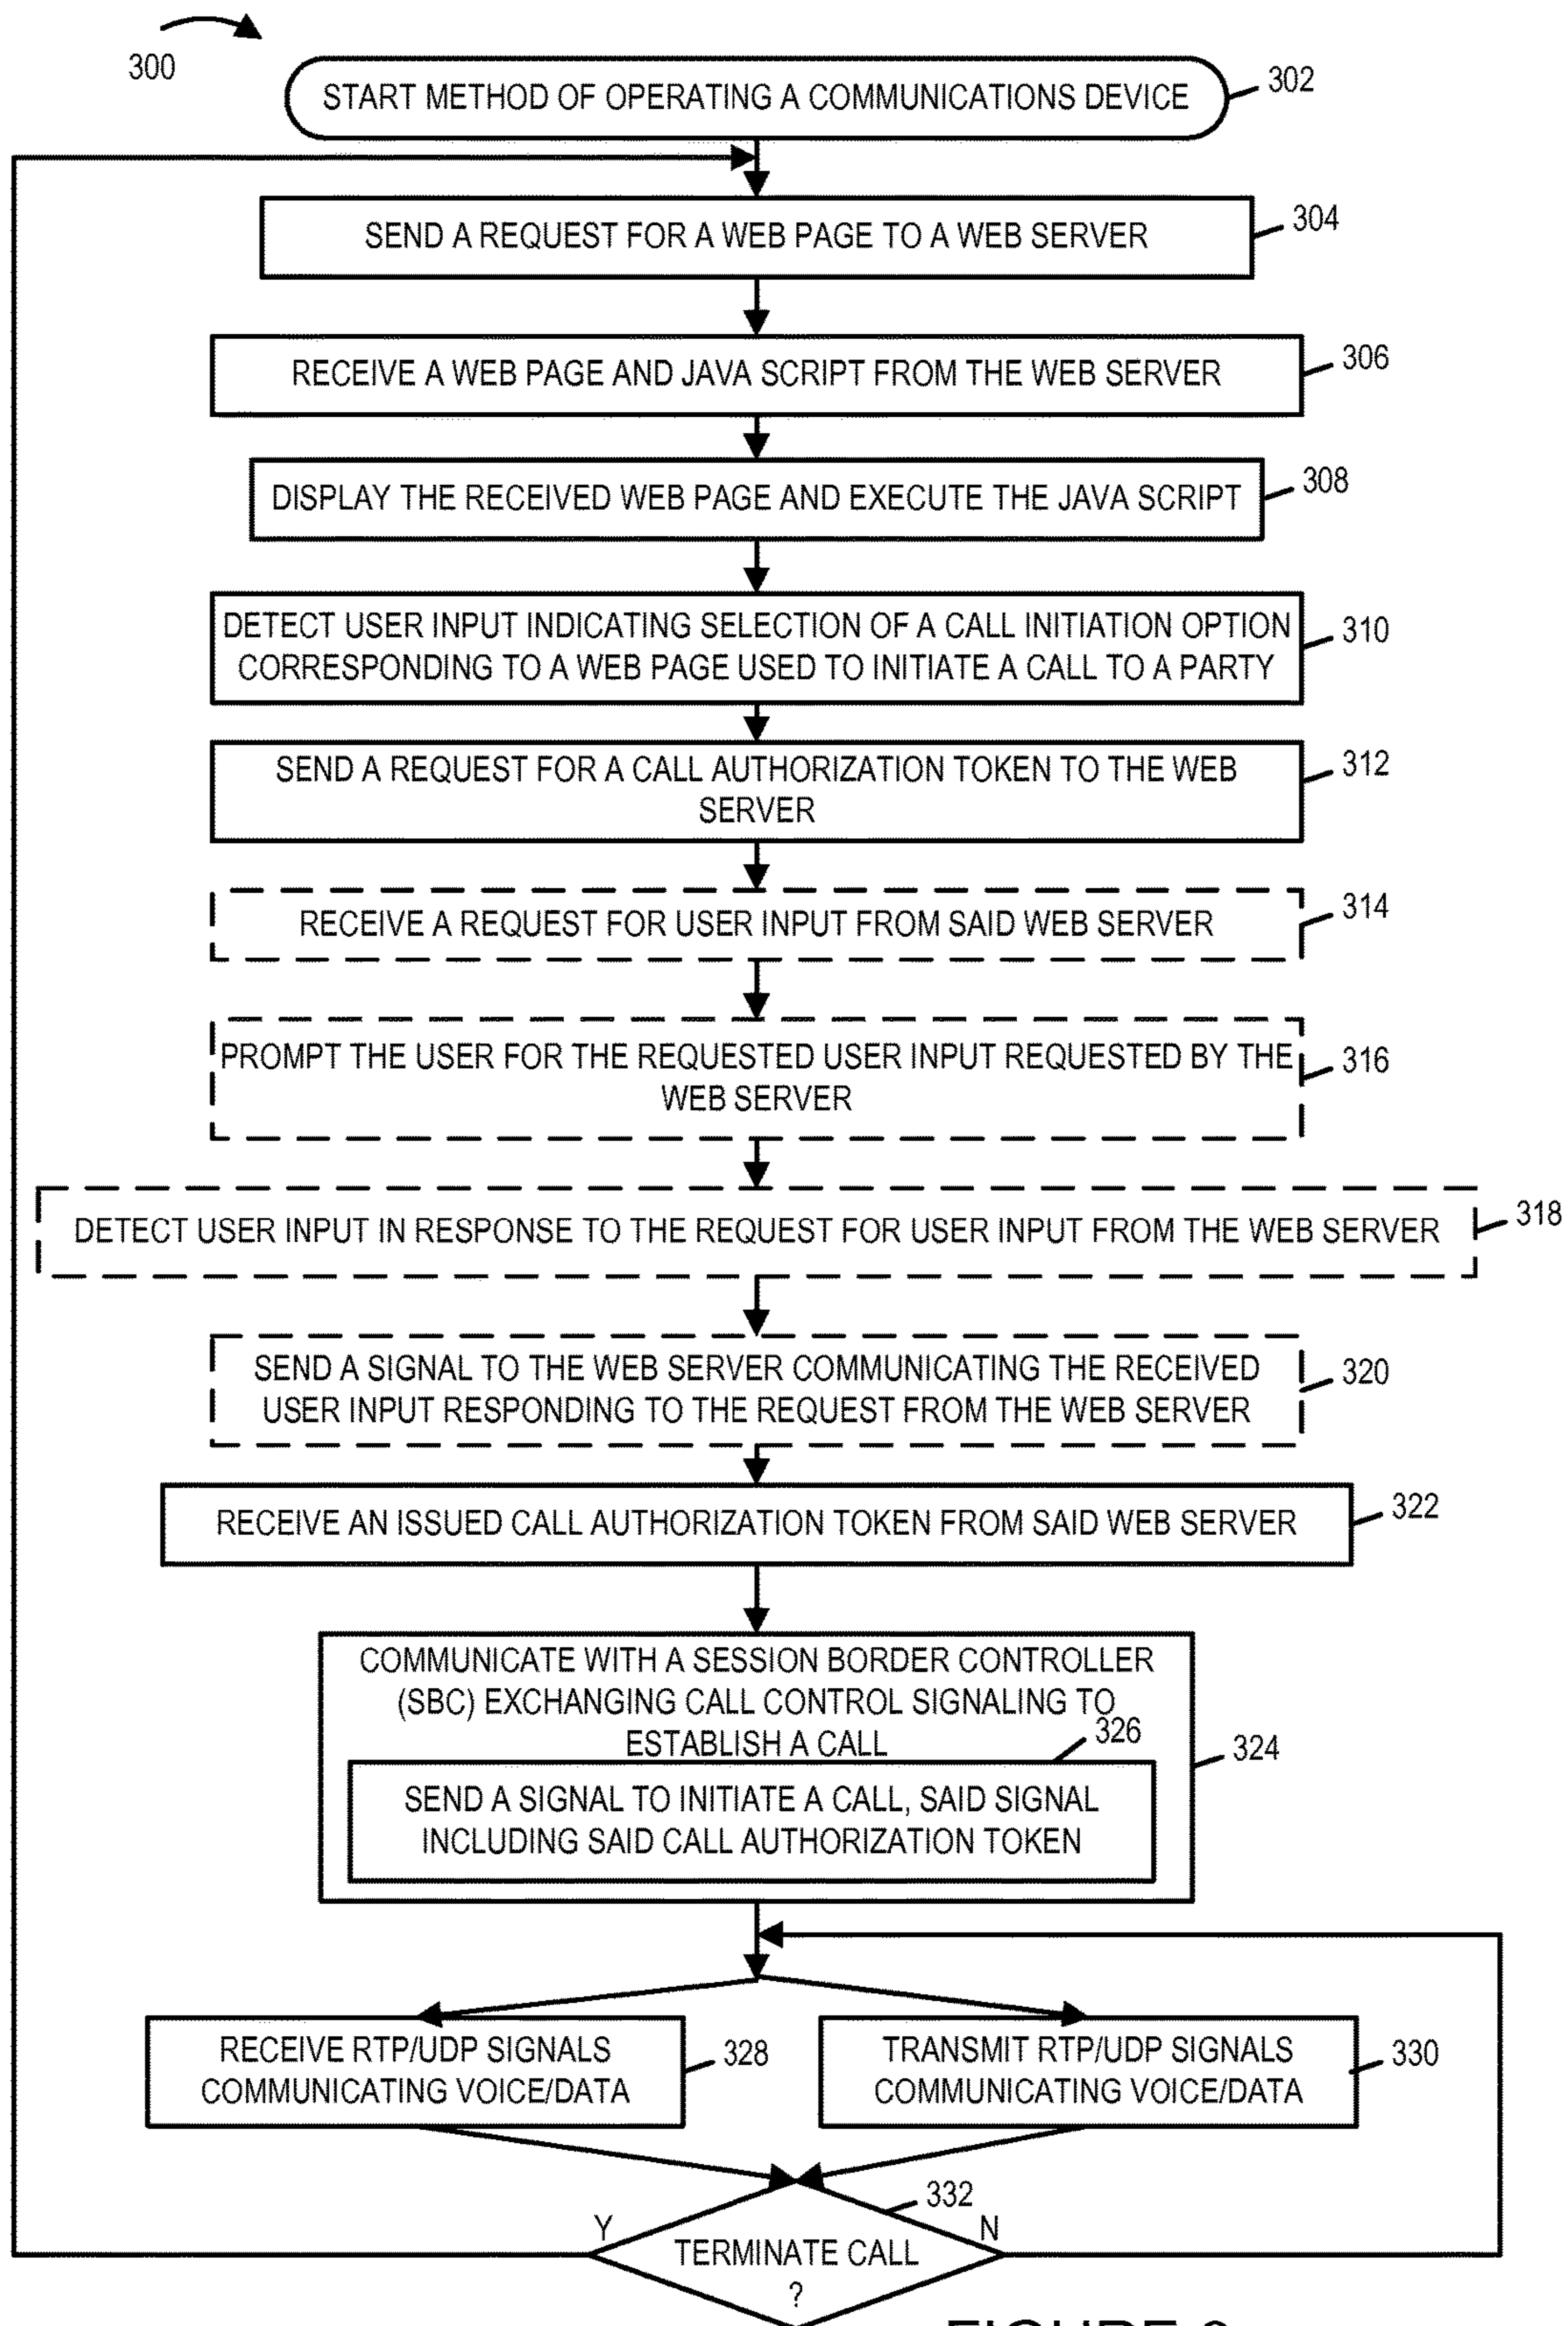 300
START METHOD OF OPERATING A COMMUNICATIONS DEVICE
302
SEND A REQUEST FOR A WEB PAGE TO A WEB SERVER
304
RECEIVE A WEB PAGE AND JAVA SCRIPT FROM THE WEB SERVER
306
DISPLAY THE RECEIVED WEB PAGE AND EXECUTE THE JAVA SCRIPT
308
DETECT USER INPUT INDICATING SELECTION OF A CALL INITIATION OPTION
CORRESPONDING TO A WEB PAGE USED TO INITIATE A CALL TO A PARTY
310
SEND A REQUEST FOR A CALL AUTHORIZATION TOKEN TO THE WEB
SERVER
312
RECEIVE A REQUEST FOR USER INPUT FROM SAID WEB SERVER
314
PROMPT THE USER FOR THE REQUESTED USER INPUT REQUESTED BY THE
WEB SERVER
316
DETECT USER INPUT IN RESPONSE TO THE REQUEST FOR USER INPUT FROM THE WEB SERVER
318
SEND A SIGNAL TO THE WEB SERVER COMMUNICATING THE RECEIVED
USER INPUT RESPONDING TO THE REQUEST FROM THE WEB SERVER
320
RECEIVE AN ISSUED CALL AUTHORIZATION TOKEN FROM SAID WEB SERVER
322
COMMUNICATE WITH A SESSION BORDER CONTROLLER
(SBC) EXCHANGING CALL CONTROL SIGNALING TO
ESTABLISH A CALL
324
326
SEND A SIGNAL TO INITIATE A CALL, SAID SIGNAL
INCLUDING SAID CALL AUTHORIZATION TOKEN
RECEIVE RTP/UDP SIGNALS
COMMUNICATING VOICE/DATA
328
TRANSMIT RTP/UDP SIGNALS
COMMUNICATING VOICE/DATA
330
332
Y
N
TERMINATE CALL
?
FIGURE